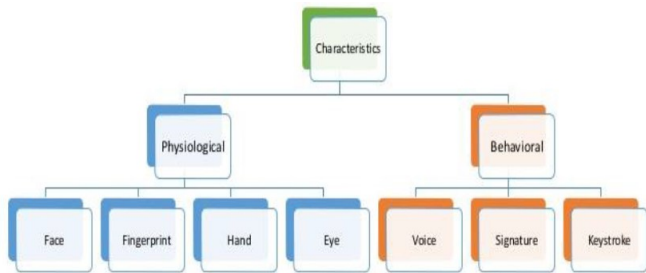 Characteristics
Physiological
Behavioral
Face
Fingerprint
Hand
Eye
Voice
Signature
Keystroke